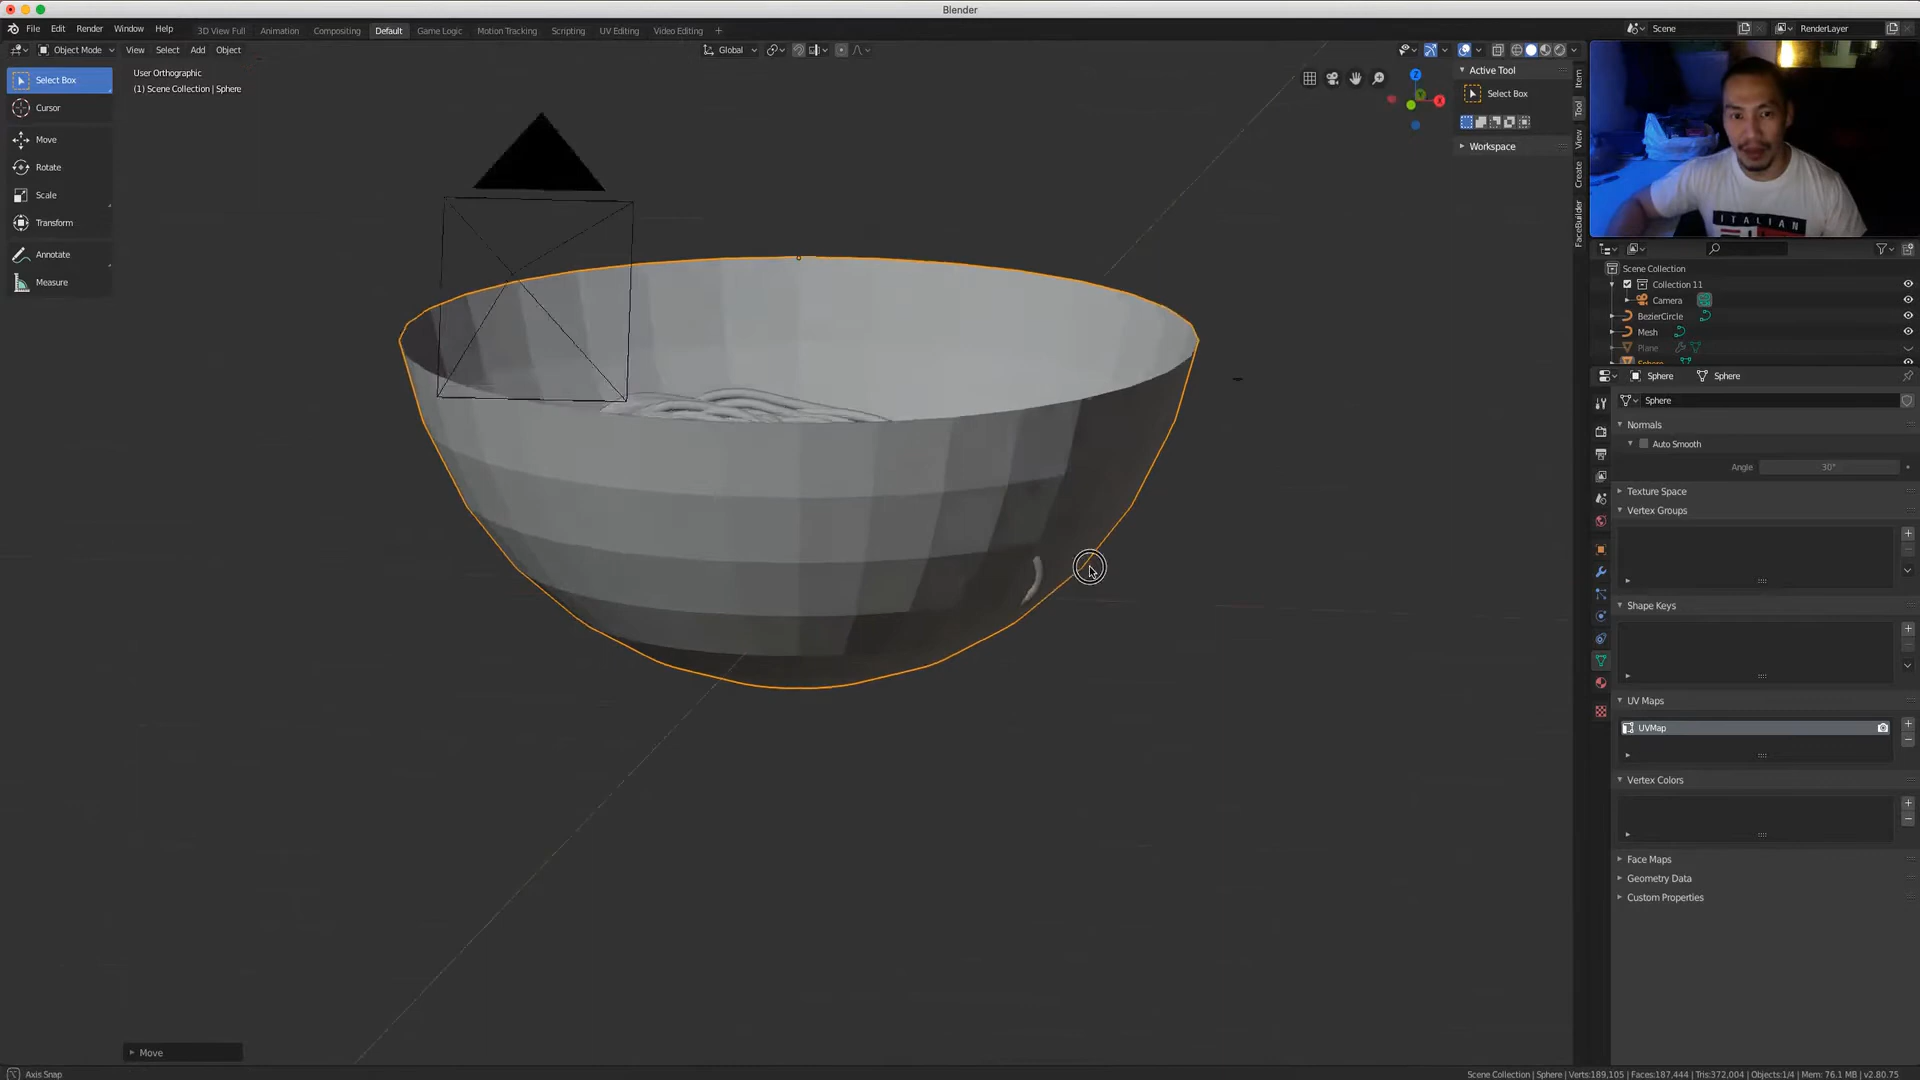 Blender
File Edit Render Window Help
3D View Full Animation Compositing Default Game Logic Motion Tracking Scripting UV Editing Video Editing +
Scene
RenderLayer
Object Mode View Select Add Object
Global
User Orthographic
(1) Scene Collection | Sphere
Select Box
Cursor
Move
Rotate
Scale
Transform
Annotate
Measure
Active Tool
Select Box
Workspace
Item
Tool
View
Create
FaceBuilder
ITALIAN
Scene Collection
Collection 11
Camera
BezierCircle
Mesh
Plane
Sphere
Sphere Sphere
Sphere
Normals
Auto Smooth
Angle 30°
Texture Space
Vertex Groups
Shape Keys
UV Maps
UVMap
Vertex Colors
Face Maps
Geometry Data
Custom Properties
Move
Axis Snap
Scene Collection | Sphere | Verts:189,105 | Faces:187,444 | Tris:372,004 | Objects:1/4 | Mem: 76.1 MB | v2.80.75